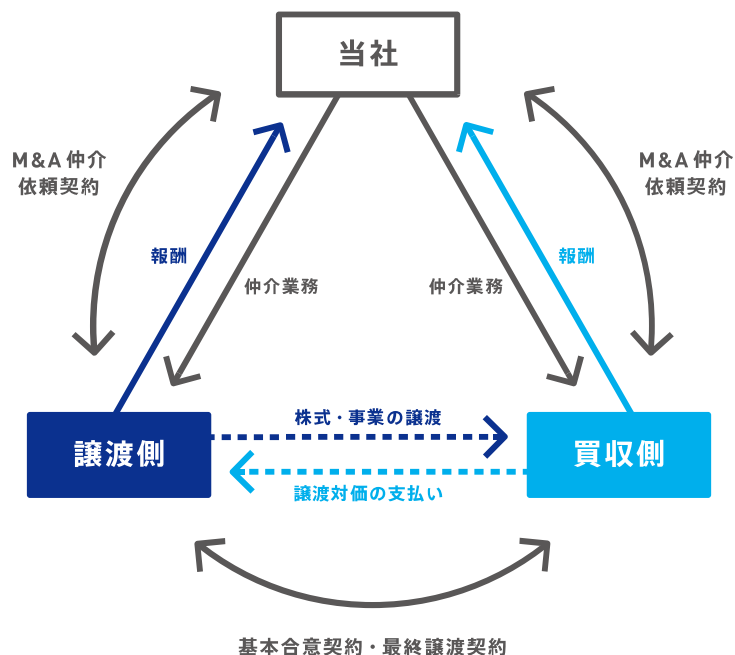 当社
M&A 仲介
依頼契約
M&A 仲介
依頼契約
報酬
報酬
仲介業務
仲介業務
株式・事業の譲渡
譲渡側
買収側
譲渡対価の支払い
基本合意契約・最終譲渡契約